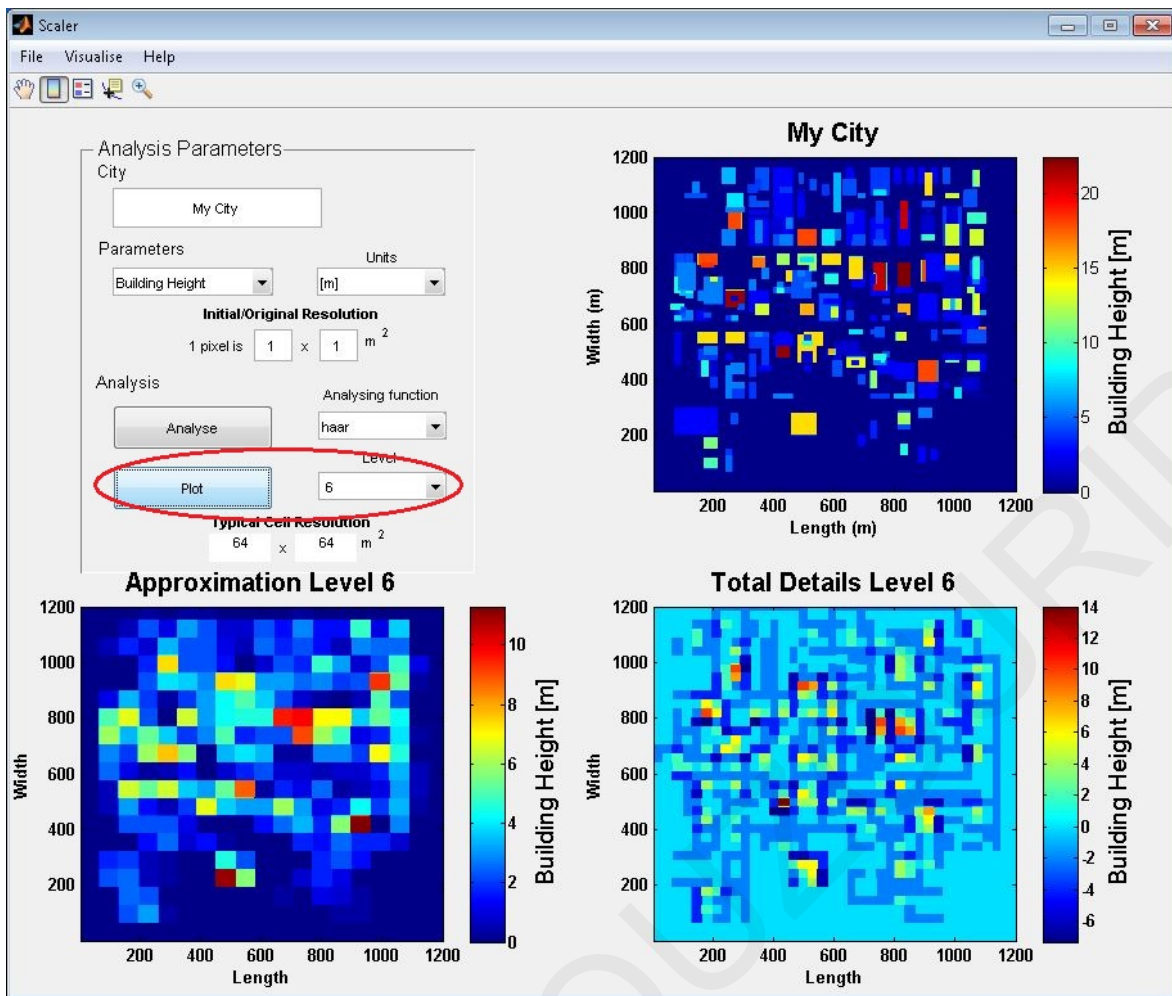 Scaler
File Visualise Help
Analysis Parameters
City
My City
Parameters
Units
Building Height
[m]
Initial/Original Resolution
1 pixel is 1 x 1 m 2
Analysis
Analysing function
Analyse
haar
Level
Plot
6
Typical Cell Resolution
64 x 64 m 2
My City
1200
1000
800
600
400
200
Width (m)
200 400 600 800 1000 1200
Length (m)
20
15
10
5
0
Building Height [m]
Approximation Level 6
1200
1000
800
600
400
200
Width
200 400 600 800 1000 1200
Length
10
8
6
4
2
0
Building Height [m]
Total Details Level 6
1200
1000
800
600
400
200
Width
200 400 600 800 1000 1200
Length
14
12
10
8
6
4
2
0
-2
-4
-6
Building Height [m]